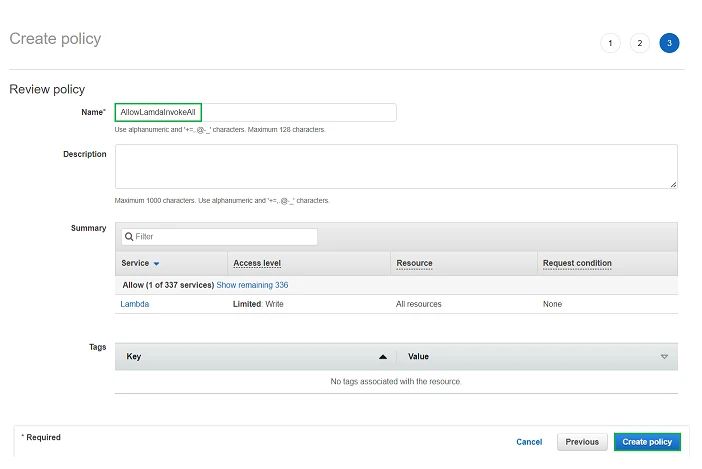 Create policy
1 2 3
Review policy
Name* AllowLamdaInvokeAll
Use alphanumeric and '+=,.@-_' characters. Maximum 128 characters.
Description
Maximum 1000 characters. Use alphanumeric and '+=,.@-_' characters.
Summary Filter
Service Access level Resource Request condition
Allow (1 of 337 services) Show remaining 336
Lambda Limited: Write All resources None
Tags Key Value
No tags associated with the resource.
* Required Cancel Previous Create policy